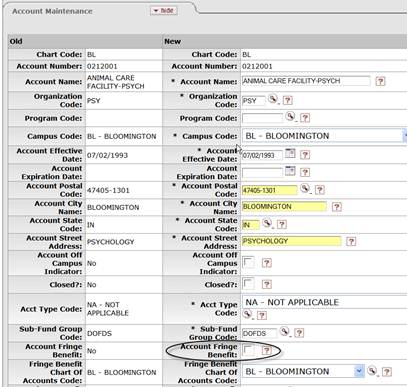 Account Maintenance
hide
Old New
Chart Code: BL Chart Code: BL
Account Number: 0212001 Account Number: 0212001
Account Name: ANIMAL CARE FACILITY-PSYCH * Account Name: ANIMAL CARE FACILITY-PSYCH ?
Organization Code: PSY * Organization Code: PSY ?
Program Code: Program Code: ?
Campus Code: BL - BLOOMINGTON * Campus Code: BL - BLOOMINGTON
Account Effective Date: 07/02/1993 * Account Effective Date: 07/02/1993 ?
Account Expiration Date: Account Expiration Date: ?
Account Postal Code: 47405-1301 * Account Postal Code: 47405-1301 ?
Account City Name: BLOOMINGTON * Account City Name: BLOOMINGTON ?
Account State Code: IN * Account State Code: IN ?
Account Street Address: PSYCHOLOGY * Account Street Address: PSYCHOLOGY ?
Account Off Campus Indicator: No Account Off Campus Indicator: ?
Closed?: No Closed?: ?
Acct Type Code: NA - NOT APPLICABLE * Acct Type Code: NA - NOT APPLICABLE ?
Sub-Fund Group Code: DOFDS * Sub-Fund Group Code: DOFDS ?
Account Fringe Benefit: No Account Fringe Benefit: ?
Fringe Benefit Chart Of Accounts Code: BL - BLOOMINGTON Fringe Benefit Chart Of Accounts Code: BL - BLOOMINGTON ?